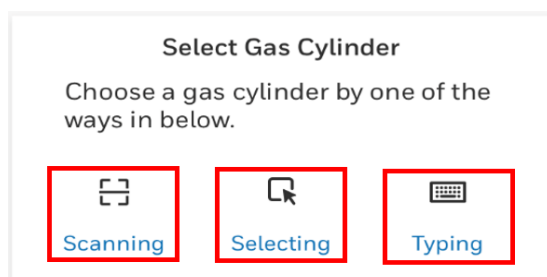 Select Gas Cylinder
Choose a gas cylinder by one of the
ways in below.
Scanning
Selecting
Typing